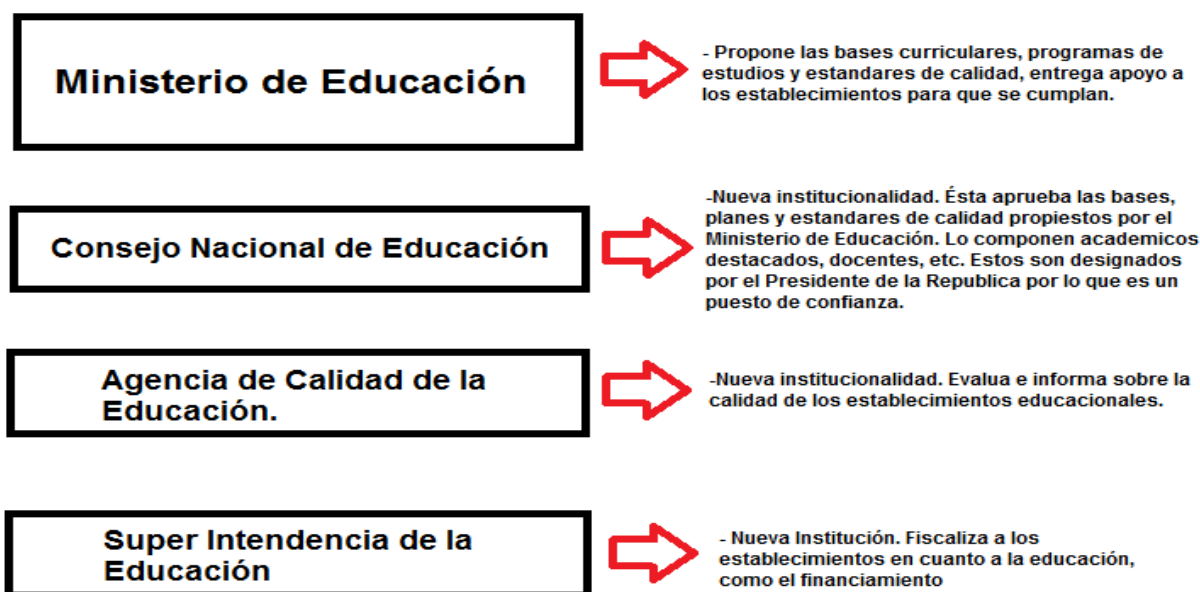 Ministerio de Educación
- Propone las bases curriculares, programas de
estudios y estandares de calidad, entrega apoyo a
los establecimientos para que se cumplan.
Consejo Nacional de Educación
-Nueva institucionalidad. Ésta aprueba las bases,
planes y estandares de calidad propiestos por el
Ministerio de Educación. Lo componen academicos
destacados, docentes, etc. Estos son designados
por el Presidente de la Republica por lo que es un
puesto de confianza.
Agencia de Calidad de la
Educación.
-Nueva institucionalidad. Evalua e informa sobre la
calidad de los establecimientos educacionales.
Super Intendencia de la
Educación
- Nueva Institución. Fiscaliza a los
establecimientos en cuanto a la educación,
como el financiamiento